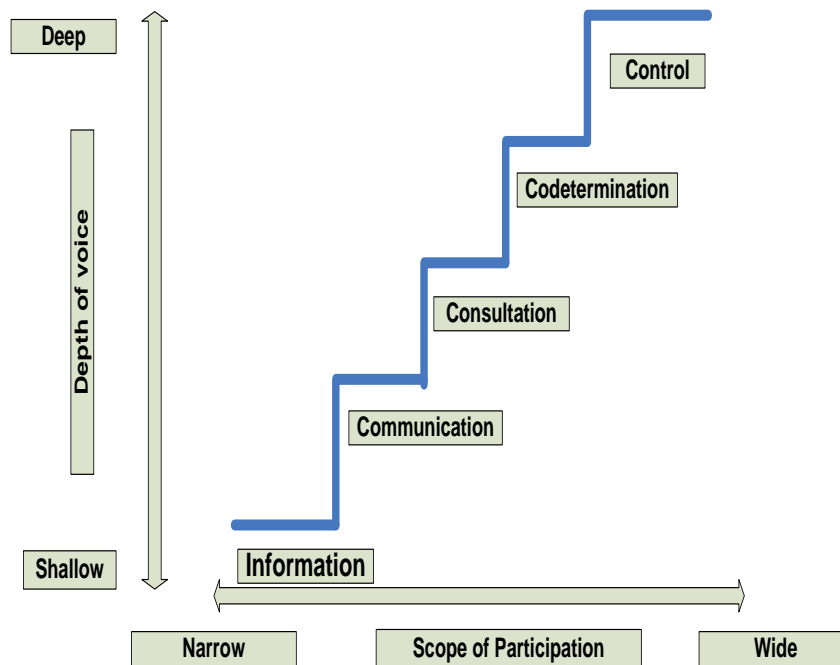 Deep
Control
Codetermination
Depth of voice
Consultation
Communication
Information
Shallow
Narrow
Scope of Participation
Wide